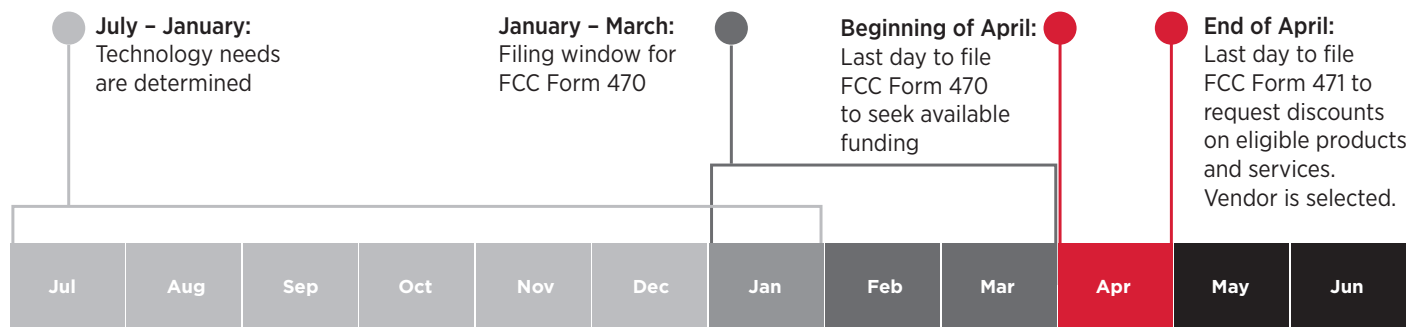 July – January:
Technology needs
are determined
January – March:
Filing window for
FCC Form 470
Beginning of April:
Last day to file
FCC Form 470
to seek available
funding
End of April:
Last day to file
FCC Form 471 to
request discounts
on eligible products
and services.
Vendor is selected.
Jul Aug Sep Oct Nov Dec Jan Feb Mar Apr May Jun